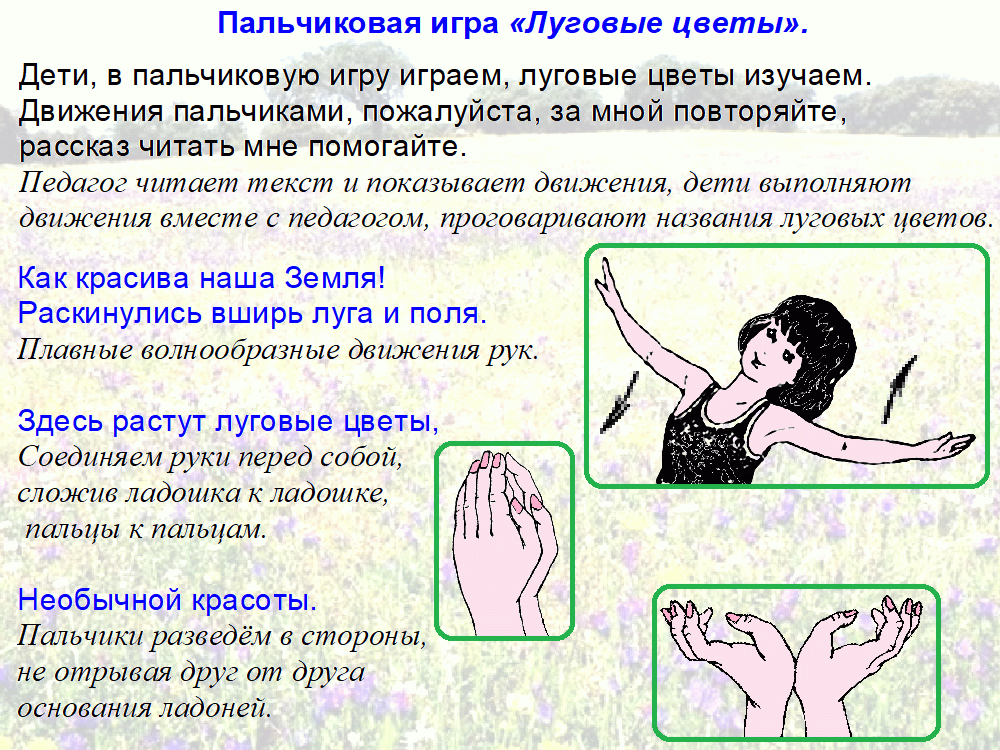 Пальчиковая игра «Луговые цветы».
Дети, в пальчиковую игру играем, луговые цветы изучаем.
Движения пальчиками, пожалуйста, за мной повторяйте,
рассказ читать мне помогайте.
Педагог читает текст и показывает движения, дети выполняют
движения вместе с педагогом, проговаривают названия луговых цветов.
Как красива наша Земля!
Раскинулись вширь луга и поля.
Плавные волнообразные движения рук.
Здесь растут луговые цветы,
Соединяем руки перед собой,
сложив ладошка к ладошке,
пальцы к пальцам.
Необычной красоты.
Пальчики разведём в стороны,
не отрывая друг от друга
основания ладоней.